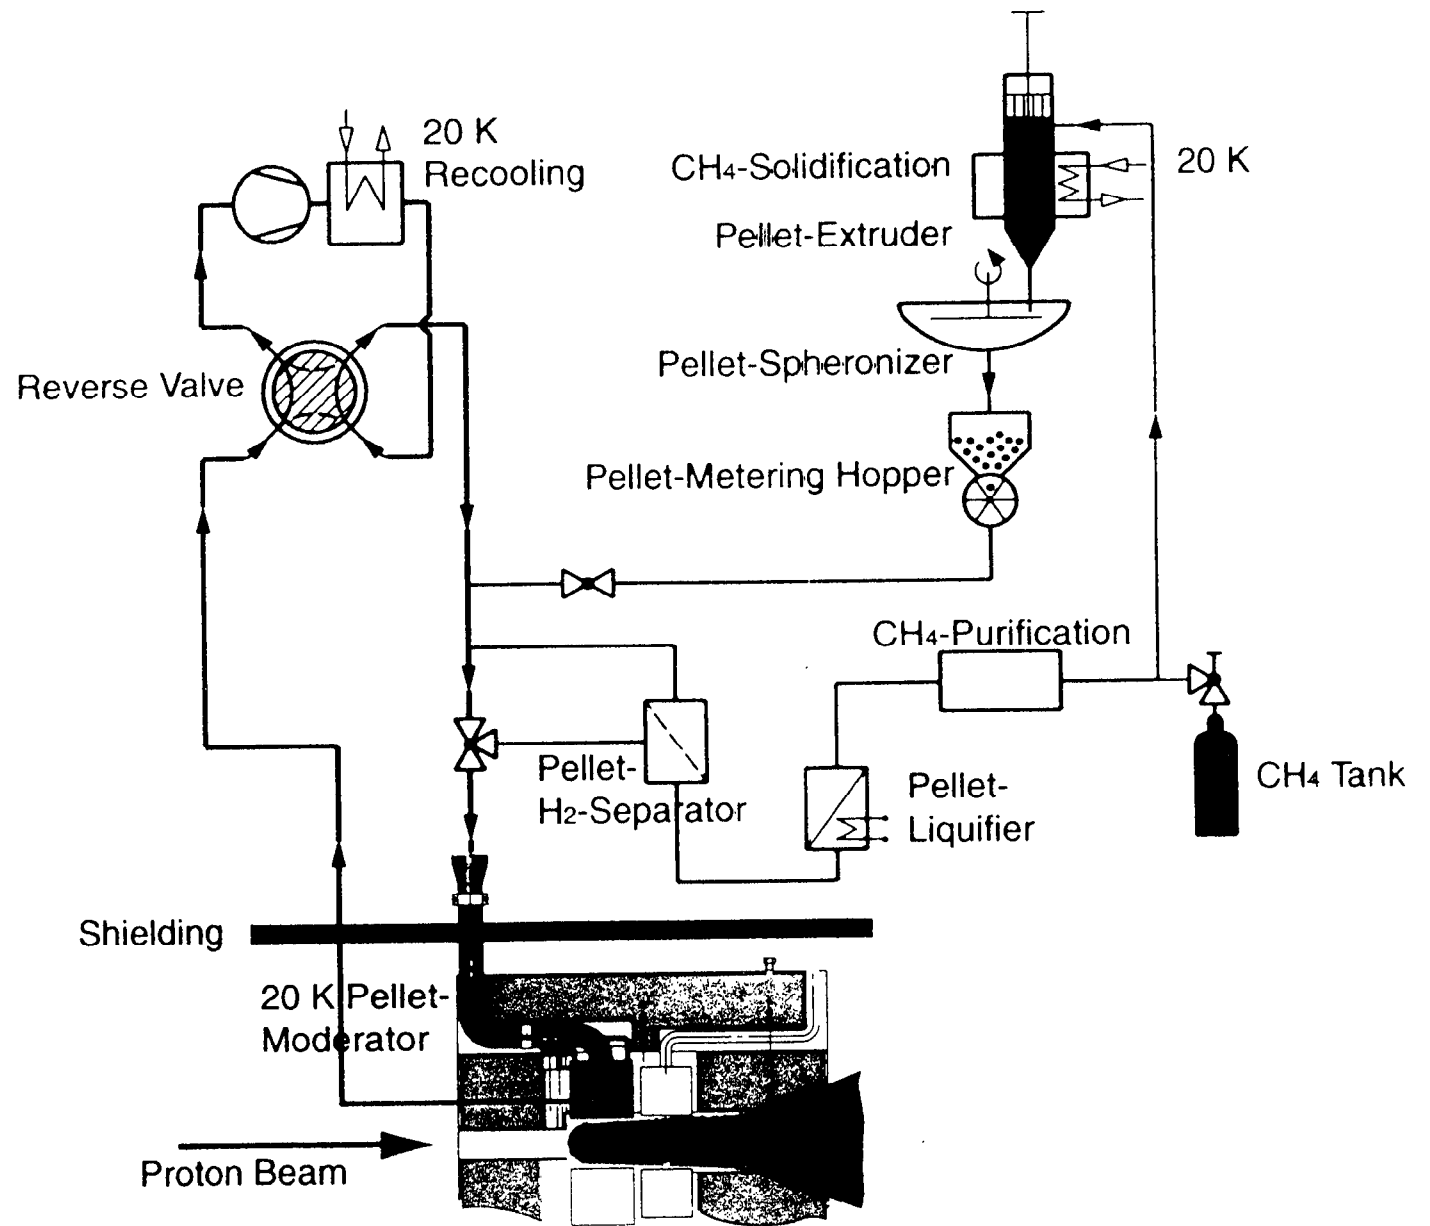 20 K
Recooling
CH4-Solidification
20 K
Pellet-Extruder
Pellet-Spheronizer
Reverse Valve
Pellet-Metering Hopper
CH4-Purification
Pellet-
H2-Separator
Pellet-
Liquifier
CH4 Tank
Shielding
20 K Pellet-
Moderator
Proton Beam